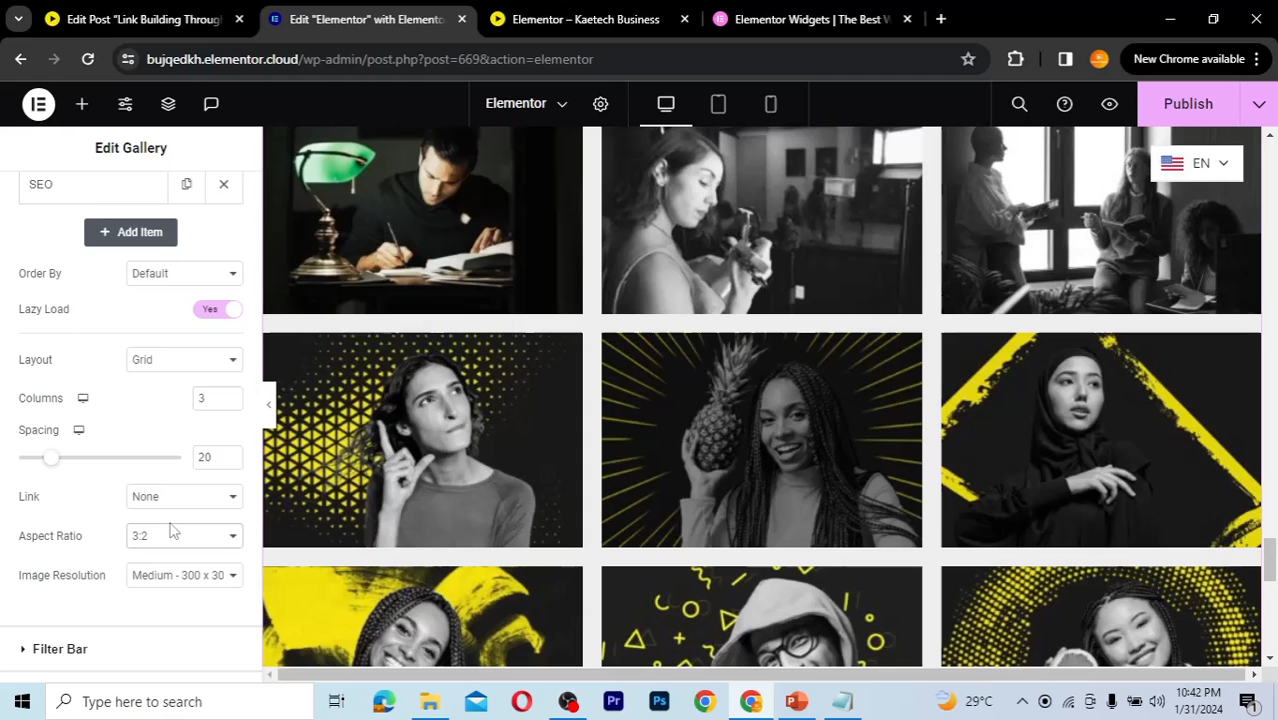 Edit Post "Link Building Throug
Edit "Elementor" with Elemento
Elementor – Kaetech Business
Elementor Widgets | The Best W
bujqedkh.elementor.cloud/wp-admin/post.php?post=669&action=elementor
New Chrome available
Elementor
Publish
Edit Gallery
EN
SEO
+ Add Item
Order By
Default
Lazy Load
Yes
Layout
Grid
Columns
3
Spacing
20
Link
None
Aspect Ratio
3:2
Image Resolution
Medium - 300 x 30
Filter Bar
Type here to search
Pr
Ps
29°C
10:42 PM
1/31/2024
1